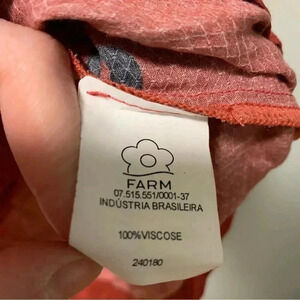 FARM
07.515.551/0001-37
INDÚSTRIA BRASILEIRA
100%VISCOSE
240180